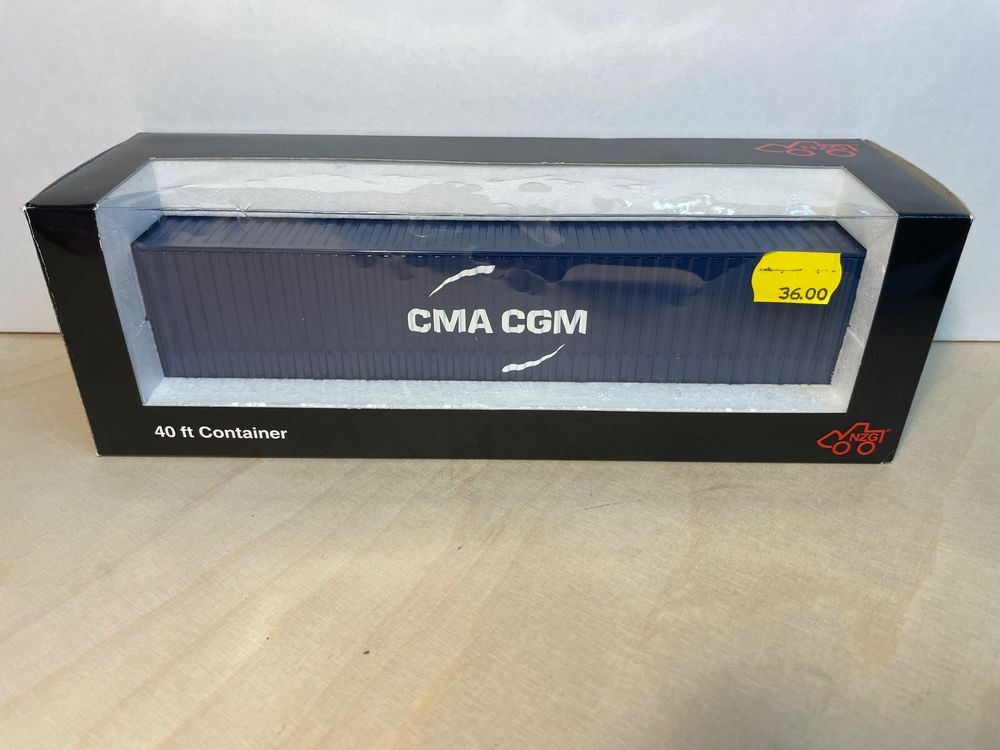 CMA CGM
36.00
40 ft Container
NZG